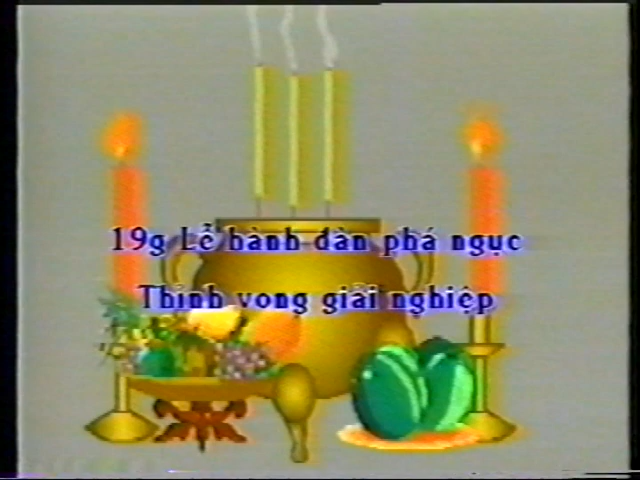 19g Lễ hành đàn phá ngục
Thỉnh vong giải nghiệp